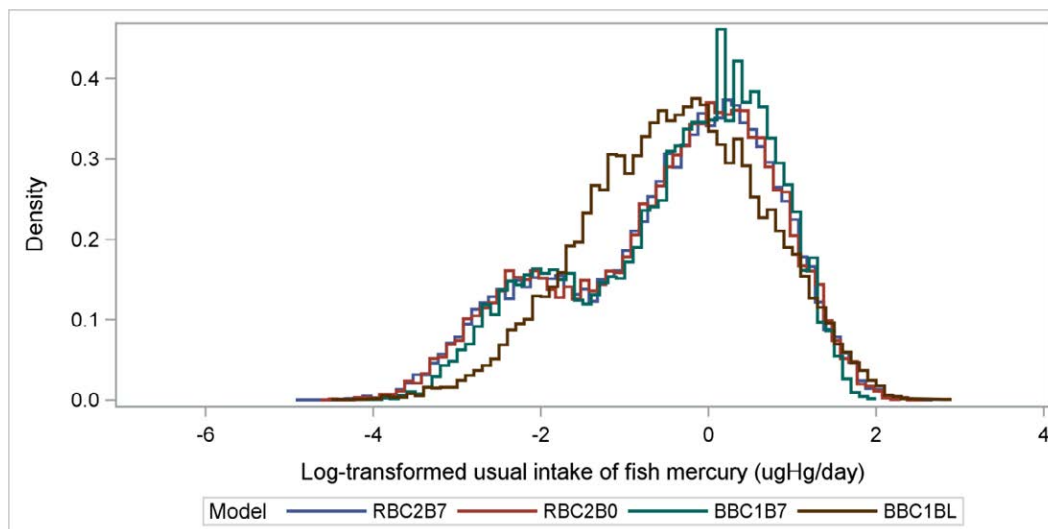 0.4
0.3
0.2
0.1
0.0
Density
-6 -4 -2 0 2 4
Log-transformed usual intake of fish mercury (ugHg/day)
Model RBC2B7 RBC2B0 BBC1B7 BBC1BL